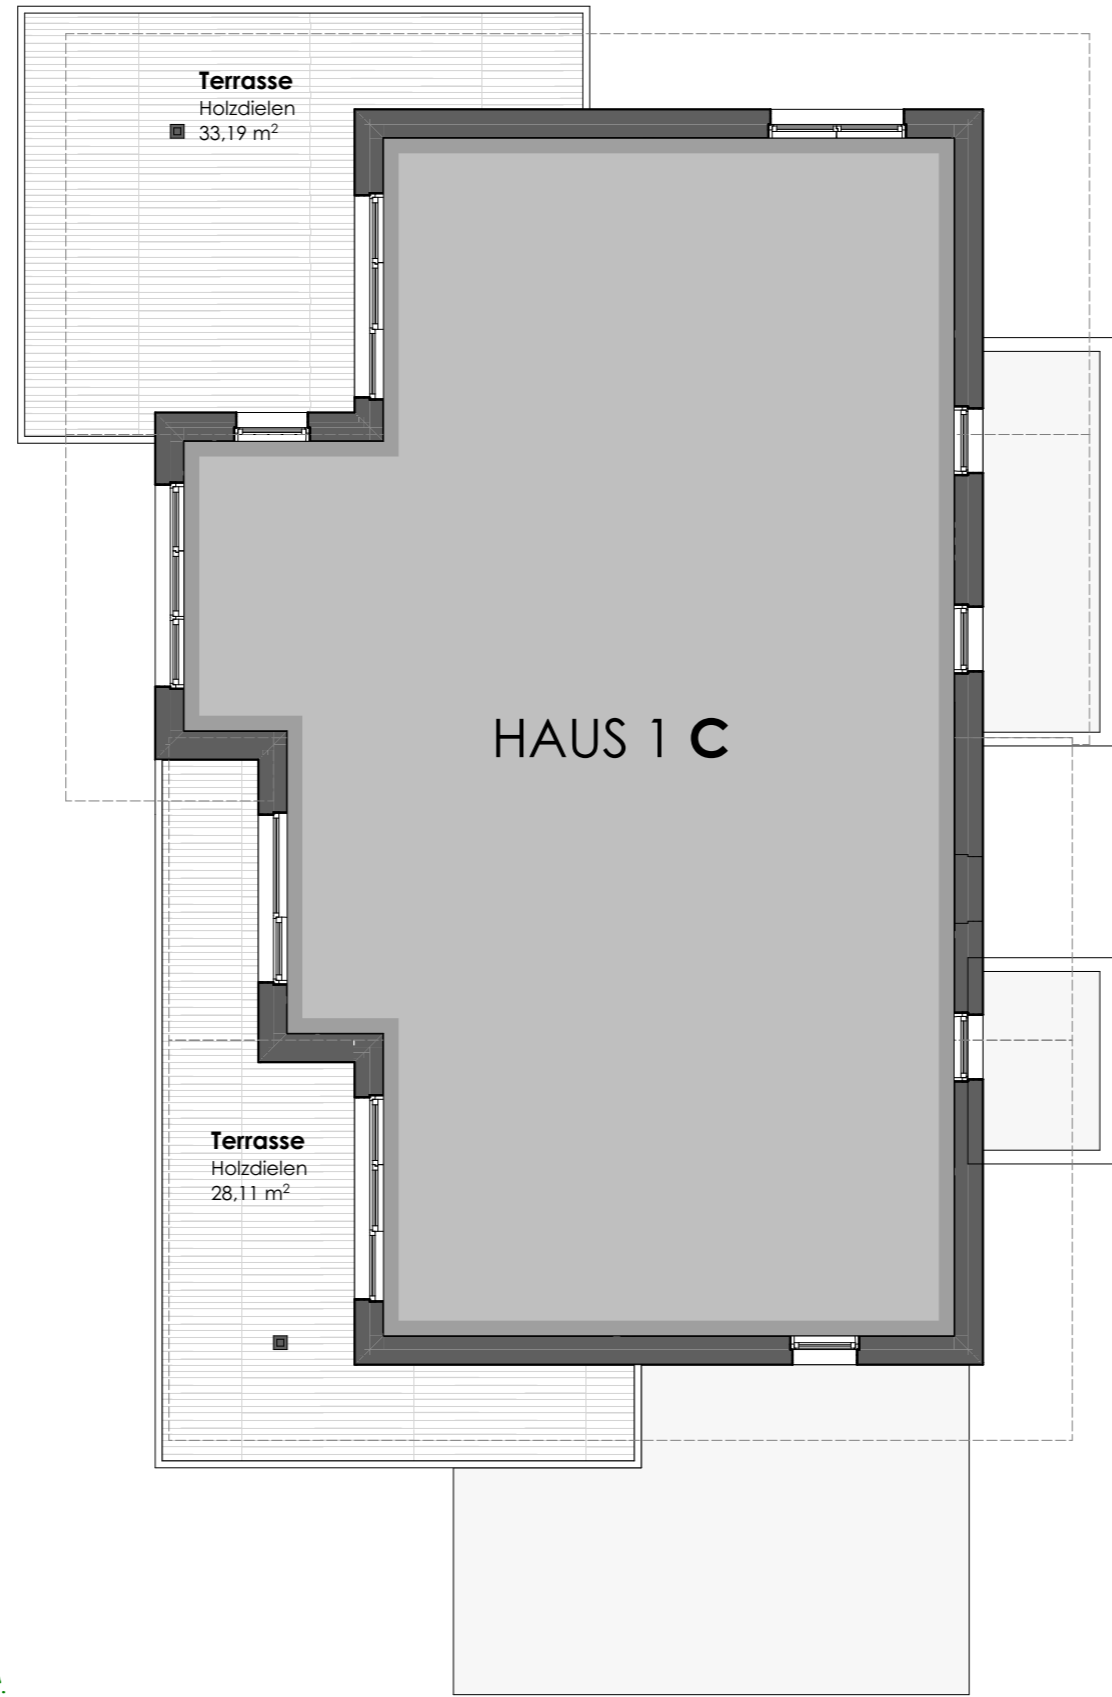 Terrasse
Holzdielen
33,19 m²
HAUS 1 C
Terrasse
Holzdielen
28,11 m²